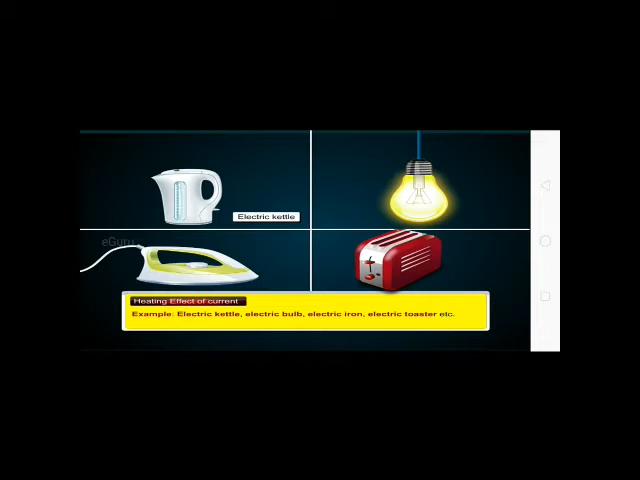 Electric kettle
eGuru
Heating Effect of current
Example: Electric kettle, electric bulb, electric iron, electric toaster etc.